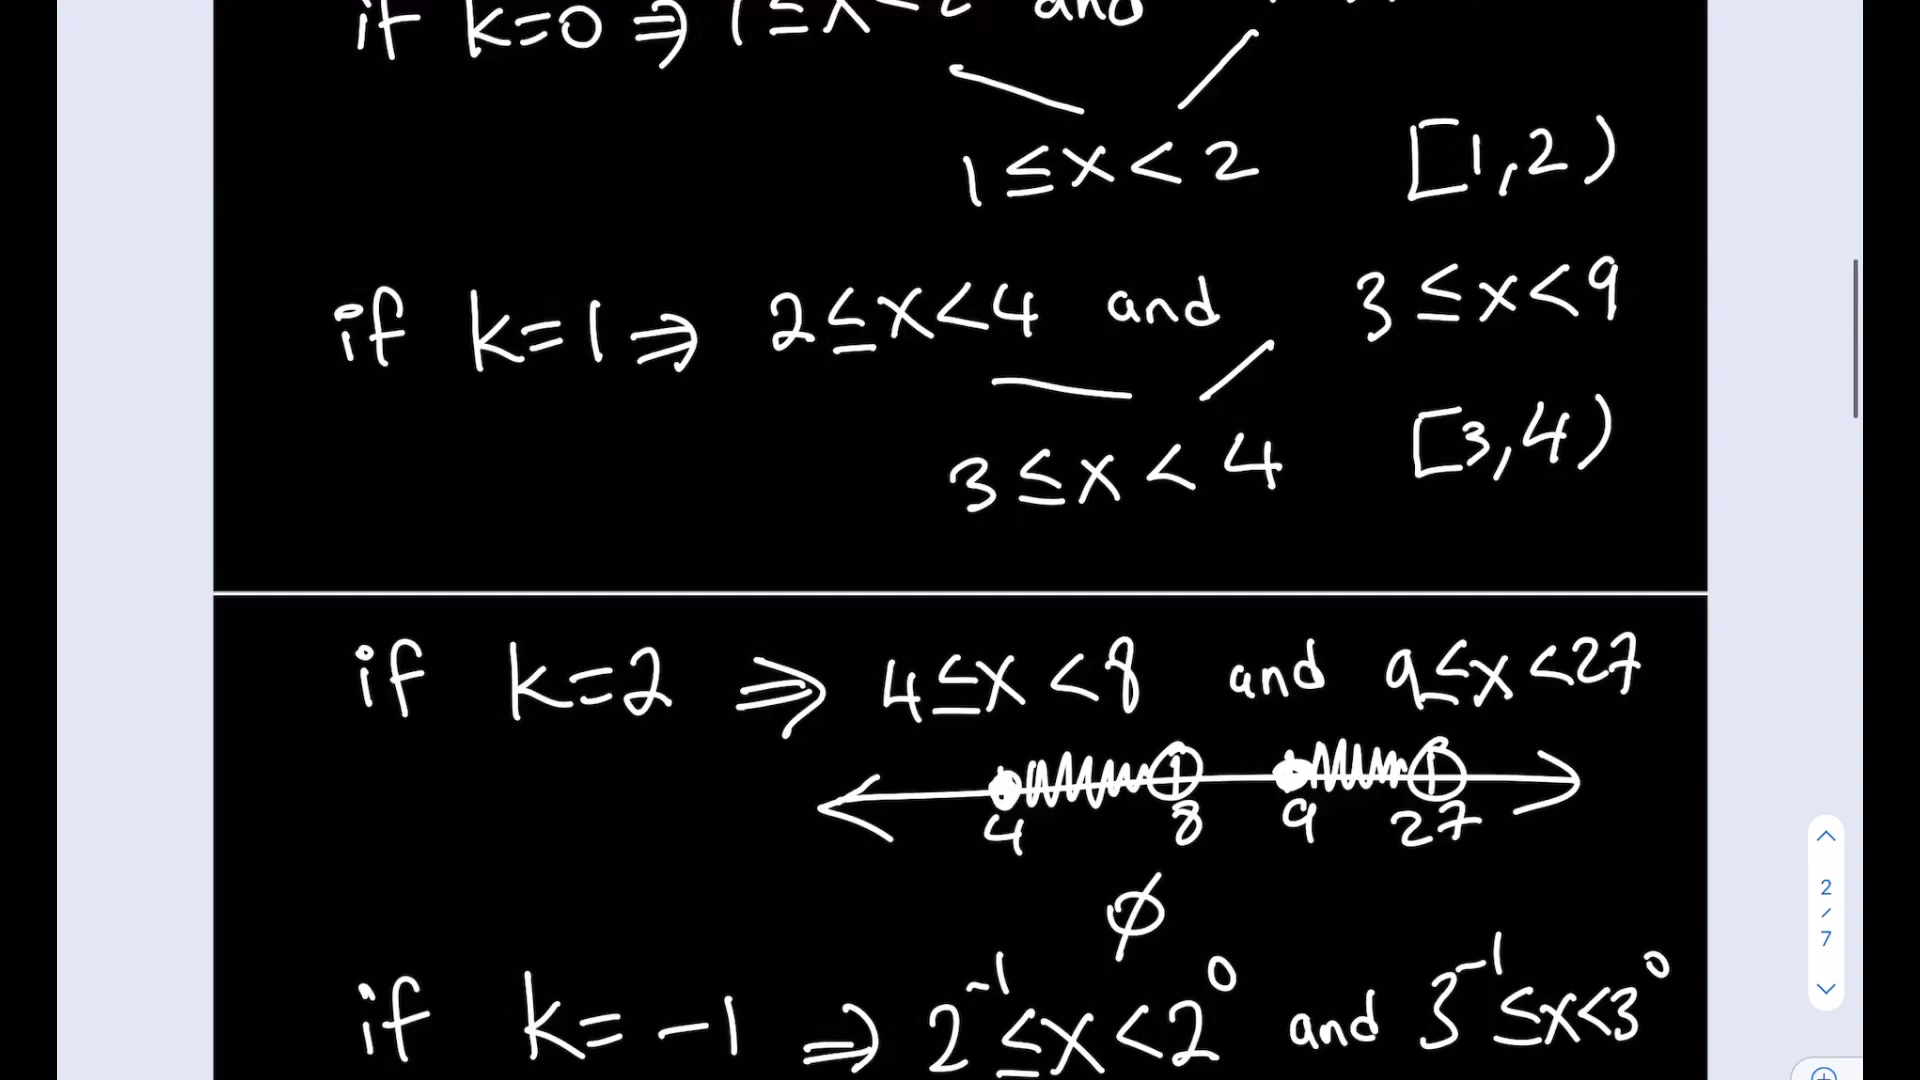 if k=0 ⇒ 1≤x<2 and
1≤x<2 [1,2)
if k=1 ⇒ 2≤x<4 and 3≤x<9
3≤x<4 [3,4)
if k=2 ⇒ 4≤x<8 and 9≤x<27
4 8 9 27
∅
if k=-1 ⇒ 2⁻¹≤x<2⁰ and 3⁻¹≤x<3⁰
2
/
7